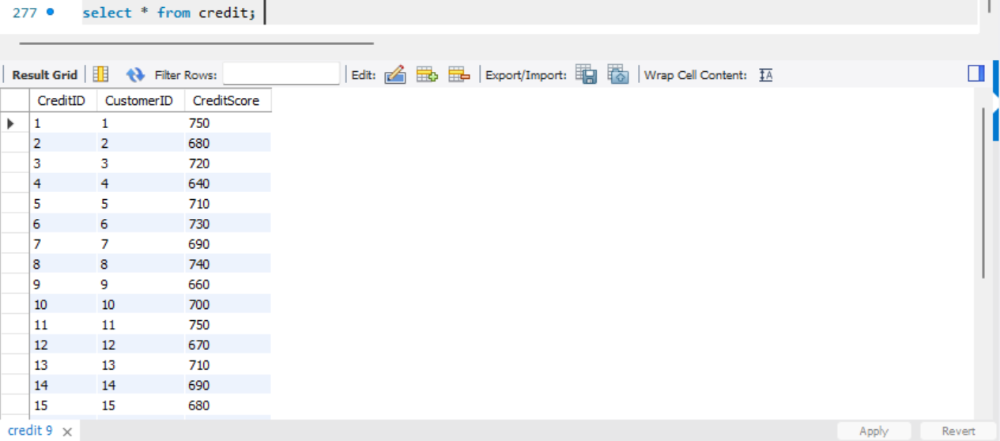 277 select * from credit;
Result Grid Filter Rows: Edit: Export/Import: Wrap Cell Content: IA
CreditID CustomerID CreditScore
1 1 750
2 2 680
3 3 720
4 4 640
5 5 710
6 6 730
7 7 690
8 8 740
9 9 660
10 10 700
11 11 750
12 12 670
13 13 710
14 14 690
15 15 680
credit 9 Apply Revert